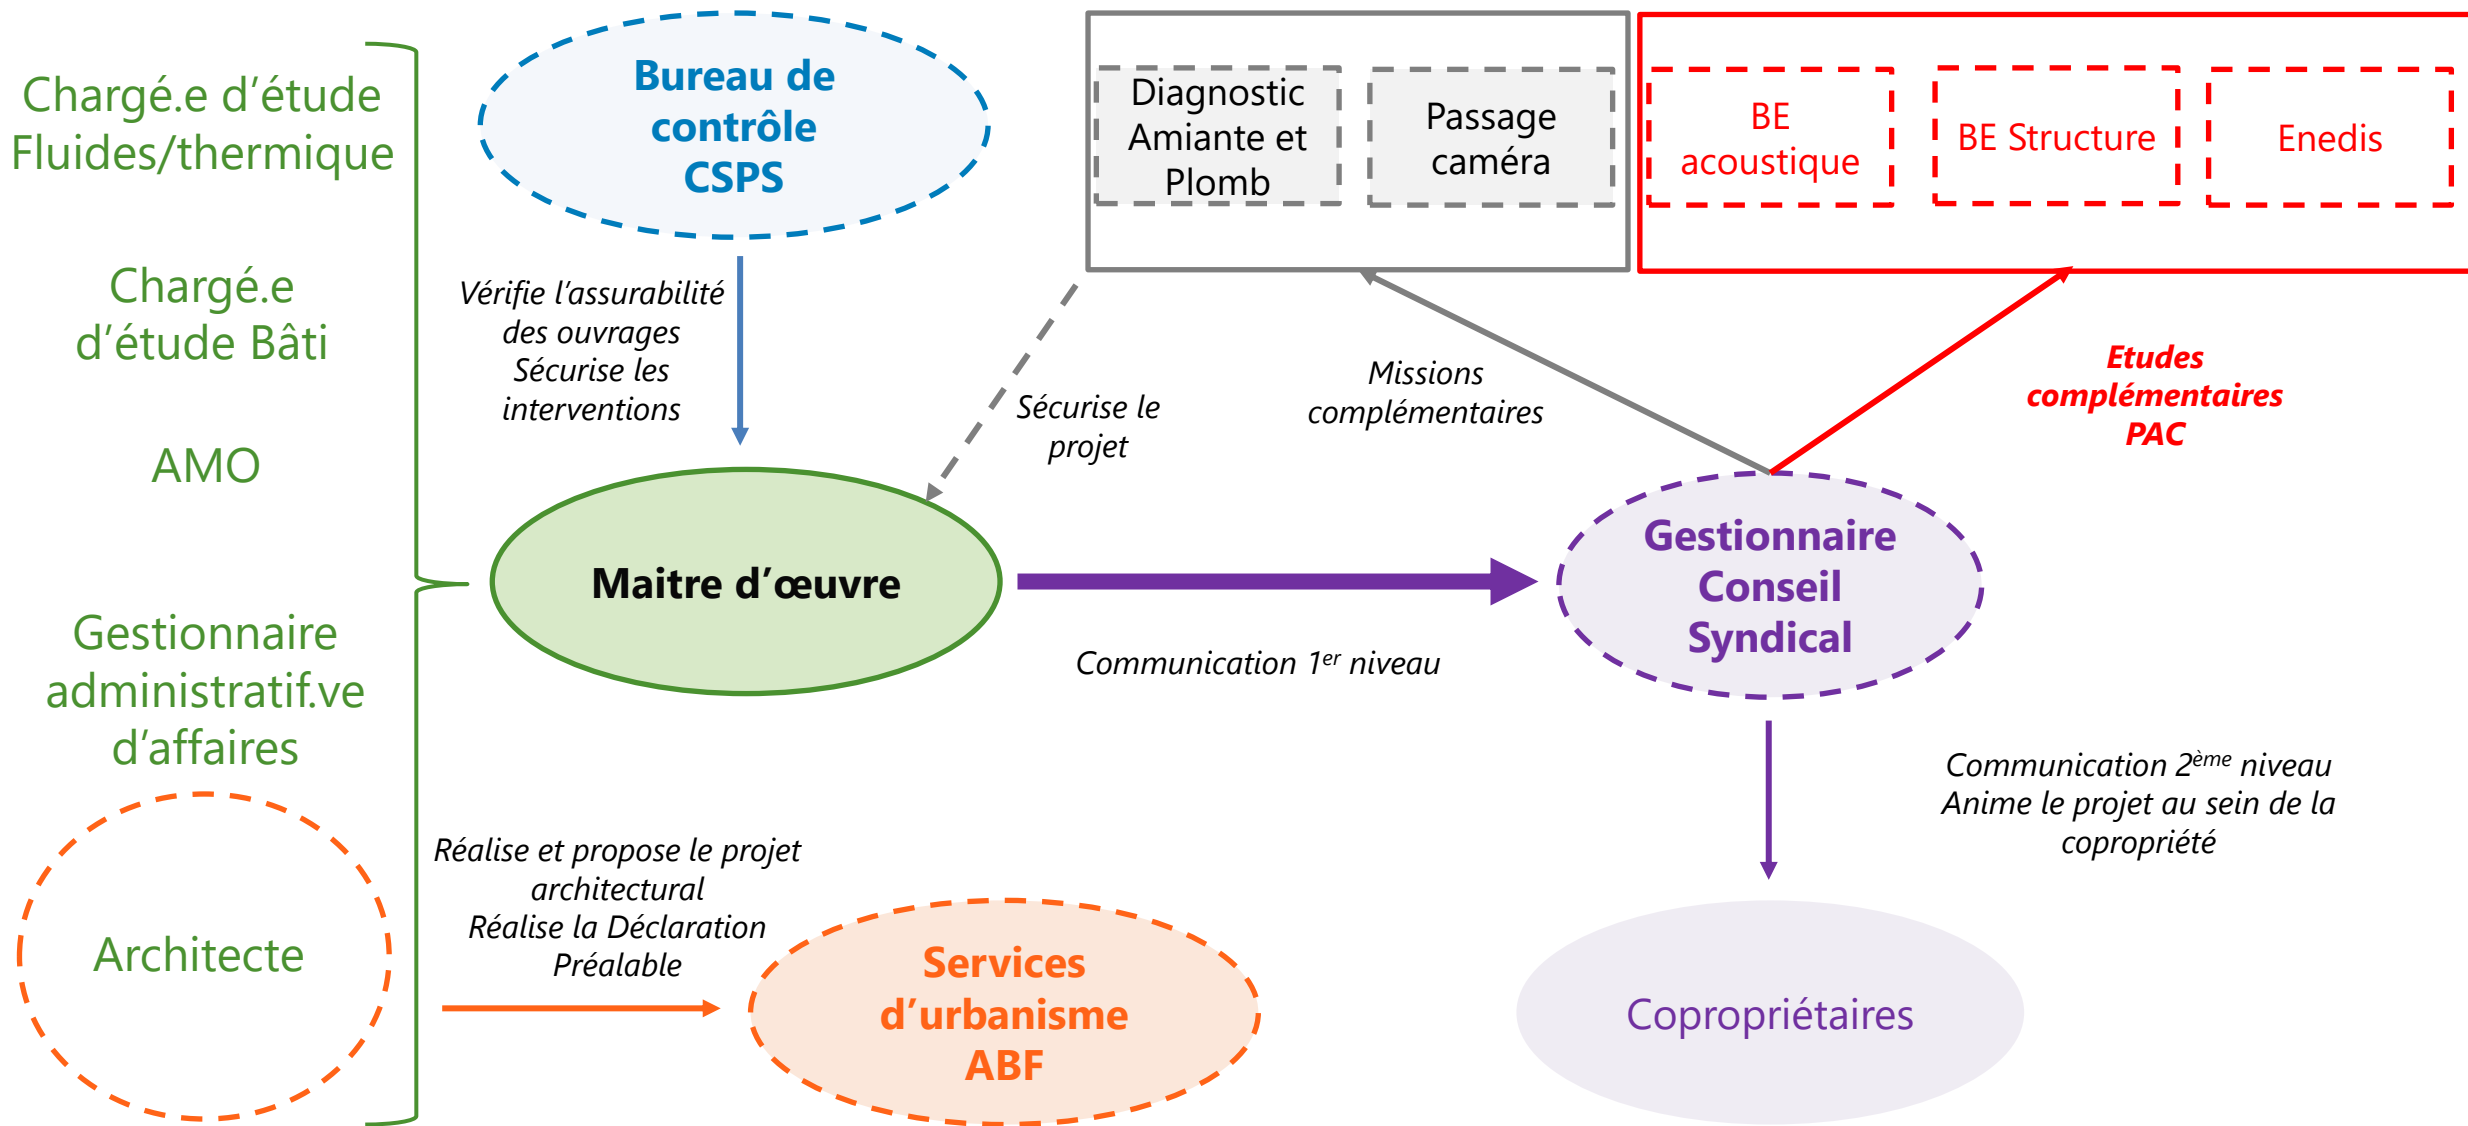 Chargé.e d’étude
Fluides/thermique
Chargé.e
d’étude Bâti
AMO
Gestionnaire
administratif.ve
d’affaires
Architecte
Bureau de
contrôle
CSPS
Vérifie l’assurabilité
des ouvrages
Sécurise les
interventions
Diagnostic
Amiante et
Plomb
Passage
caméra
BE
acoustique
BE Structure
Enedis
Sécurise le
projet
Missions
complémentaires
Etudes
complémentaires
PAC
Maitre d’œuvre
Communication 1er niveau
Gestionnaire
Conseil
Syndical
Communication 2ème niveau
Anime le projet au sein de la
copropriété
Réalise et propose le projet
architectural
Réalise la Déclaration
Préalable
Services
d’urbanisme
ABF
Copropriétaires